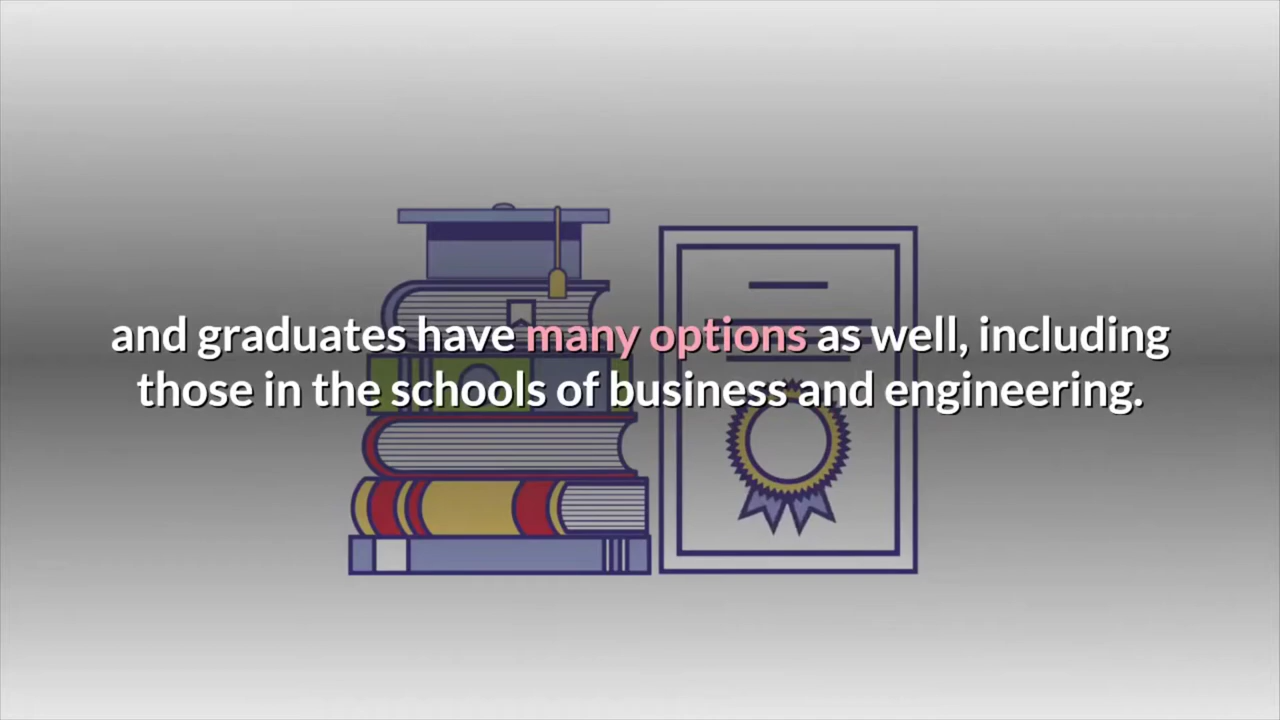 and graduates have many options as well, including
those in the schools of business and engineering.